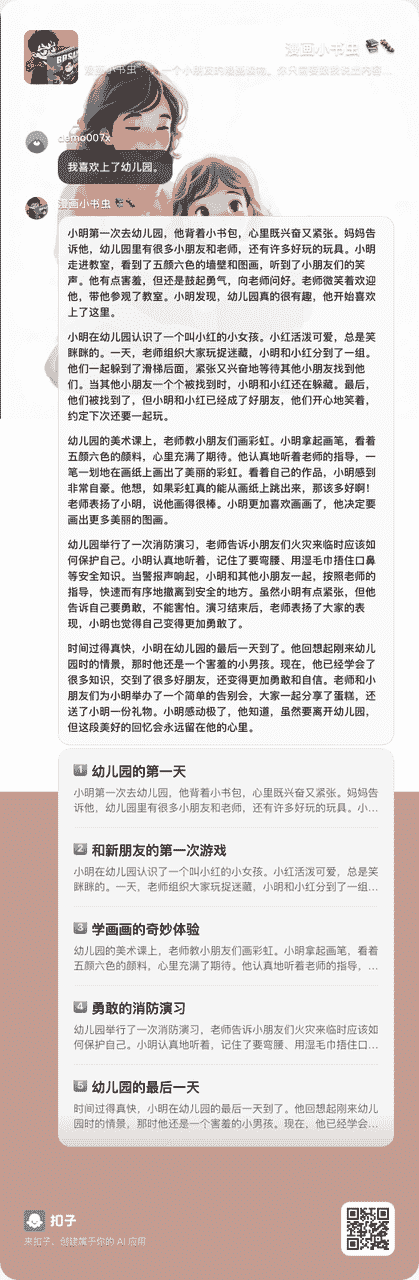 漫画小书虫
漫画小书虫
一个小朋友的漫画读物。你只需要跟我说出内容...
demo007x
我喜欢上了幼儿园。
漫画小书虫
小明第一次去幼儿园，他背着小书包，心里既兴奋又紧张。妈妈告
诉他，幼儿园里有很多小朋友和老师，还有许多好玩的玩具。小明
走进教室，看到了五颜六色的墙壁和图画，听到了小朋友们的笑
声。他有点害羞，但还是鼓起勇气，向老师问好。老师微笑着欢迎
他，带他参观了教室。小明发现，幼儿园真的很有趣，他开始喜欢
上了这里。
小明在幼儿园认识了一个叫小红的小女孩。小红活泼可爱，总是笑
眯眯的。一天，老师组织大家玩捉迷藏，小明和小红分到了一组。
他们一起躲到了滑梯后面，紧张又兴奋地等待其他小朋友找到他
们。当其他小朋友一个个被找到时，小明和小红还在躲藏。最后，
他们被找到了，但小明和小红已经成了好朋友，他们开心地笑着，
约定下次还要一起玩。
幼儿园的美术课上，老师教小朋友们画彩虹。小明拿起画笔，看着
五颜六色的颜料，心里充满了期待。他认真地听着老师的指导，一
笔一划地在画纸上画出了美丽的彩虹。看着自己的作品，小明感到
非常自豪。他想，如果彩虹真的能从画纸上跳出来，那该多好啊！
老师表扬了小明，说他画得很棒。小明更加喜欢画画了，他决定要
画出更多美丽的图画。
幼儿园举行了一次消防演习，老师告诉小朋友们火灾来临时应该如
何保护自己。小明认真地听着，记住了要弯腰、用湿毛巾捂住口鼻
等安全知识。当警报声响起，小明和其他小朋友一起，按照老师的
指导，快速而有序地撤离到安全的地方。虽然小明有点紧张，但他
告诉自己要勇敢，不能害怕。演习结束后，老师表扬了大家的表
现，小明也觉得自己变得更加勇敢了。
时间过得真快，小明在幼儿园的最后一天到了。他回想起刚来幼儿
园时的情景，那时他还是一个害羞的小男孩。现在，他已经学会了
很多知识，交到了很多好朋友，还变得更加勇敢和自信。老师和小
朋友们为小明举办了一个简单的告别会，大家一起分享了蛋糕，还
送了小明一份礼物。小明感动极了，他知道，虽然要离开幼儿园，
但这段美好的回忆会永远留在他的心里。
1 幼儿园的第一天
小明第一次去幼儿园，他背着小书包，心里既兴奋又紧张。妈妈告
诉他，幼儿园里有很多小朋友和老师，还有许多好玩的玩具。小...
2 和新朋友的第一次游戏
小明在幼儿园认识了一个叫小红的小女孩。小红活泼可爱，总是笑
眯眯的。一天，老师组织大家玩捉迷藏，小明和小红分到了一组...
3 学画画的奇妙体验
幼儿园的美术课上，老师教小朋友们画彩虹。小明拿起画笔，看着
五颜六色的颜料，心里充满了期待。他认真地听着老师的指导，...
4 勇敢的消防演习
幼儿园举行了一次消防演习，老师告诉小朋友们火灾来临时应该如
何保护自己。小明认真地听着，记住了要弯腰、用湿毛巾捂住口...
5 幼儿园的最后一天
时间过得真快，小明在幼儿园的最后一天到了。他回想起刚来幼儿
园时的情景，那时他还是一个害羞的小男孩。现在，他已经学会...
扣子
来扣子，创建属于你的 AI 应用